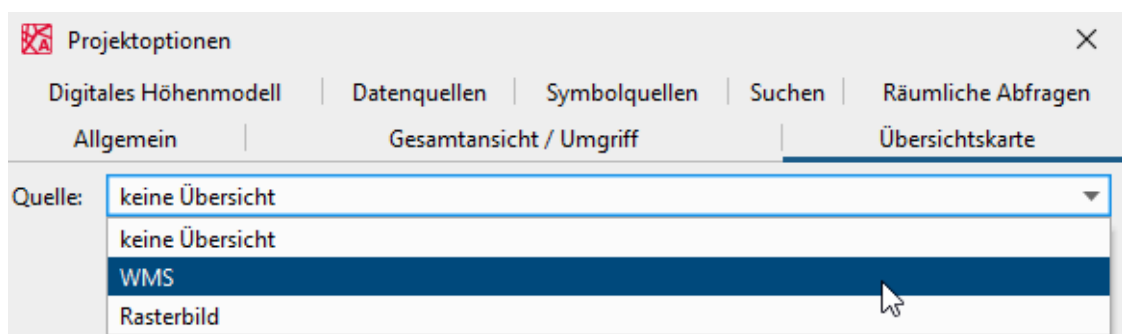 Projektoptionen
Digitales Höhenmodell Datenquellen Symbolquellen Suchen Räumliche Abfragen
Allgemein Gesamtansicht / Umgriff Übersichtskarte
Quelle: keine Übersicht
keine Übersicht
WMS
Rasterbild